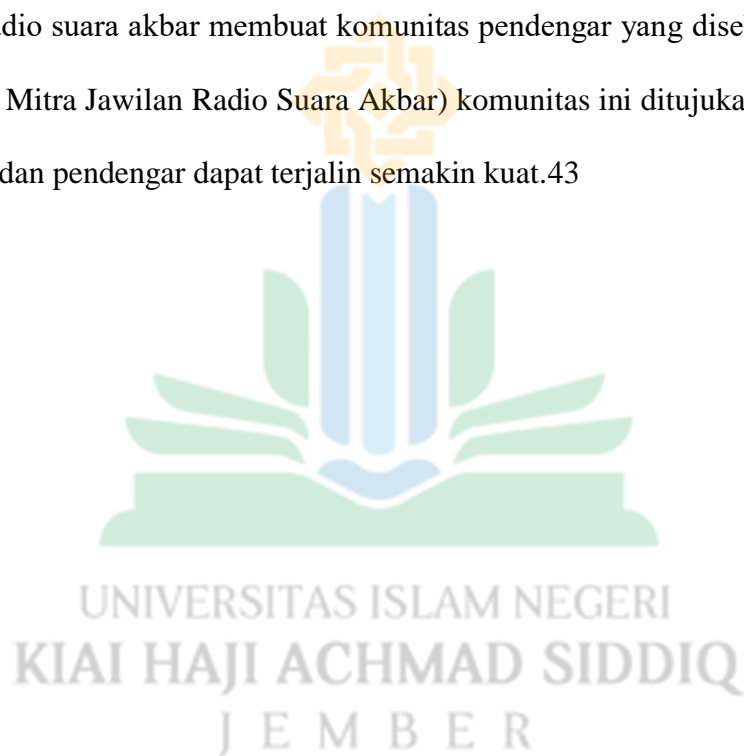 dio suara akbar membuat komunitas pendengar yang dise
Mitra Jawilan Radio Suara Akbar) komunitas ini ditujuka
dan pendengar dapat terjalin semakin kuat.43
UNIVERSITAS ISLAM NEGERI
KIAI HAJI ACHMAD SIDDIQ
JEMBER